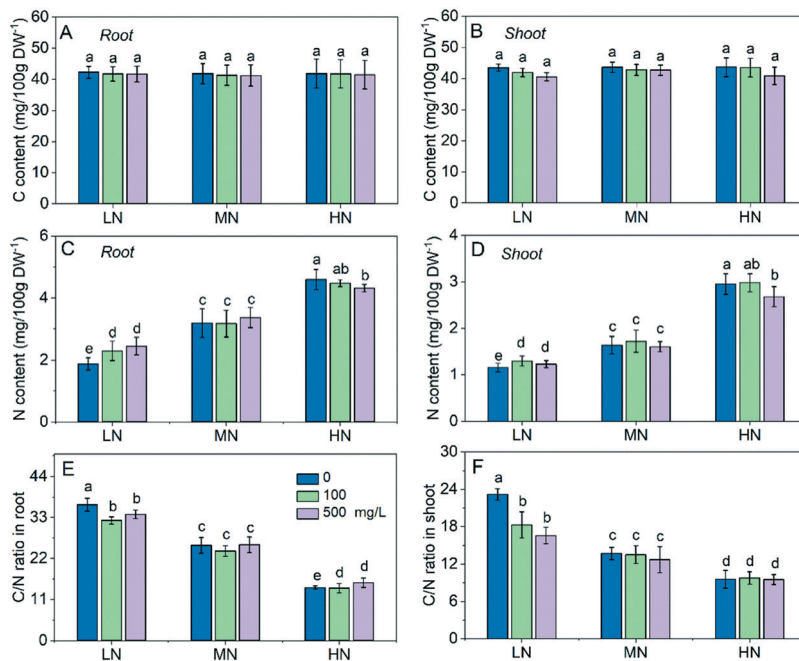 A Root
C content (mg/100g DW⁻¹)
60
50
40
30
20
10
0
a a a a a a a a a
LN MN HN
B Shoot
C content (mg/100g DW⁻¹)
60
50
40
30
20
10
0
a a a a a a a a a
LN MN HN
C Root
N content (mg/100g DW⁻¹)
6
4
2
0
e d d c c c a ab b
LN MN HN
D Shoot
N content (mg/100g DW⁻¹)
4
3
2
1
0
e d d c c c a ab b
LN MN HN
E
C/N ratio in root
44
33
22
11
0
0
100
500 mg/L
a b b c c c e d d
LN MN HN
F
C/N ratio in shoot
30
24
18
12
6
0
a b b c c c d d d
LN MN HN